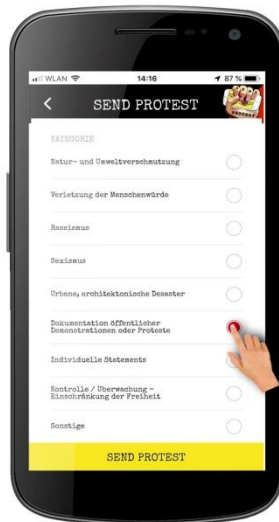 WLAN 14:16 87 %
SEND PROTEST
KATEGORIE
Natur- und Umweltverschmutzung
Verletzung der Menschenwürde
Rassismus
Sexismus
Urbane, architektonische Desaster
Dokumentation öffentlicher
Demonstrationen oder Proteste
Individuelle Statements
Kontrolle / Uberwachung –
Einschränkung der Freiheit
Sonstige
SEND PROTEST